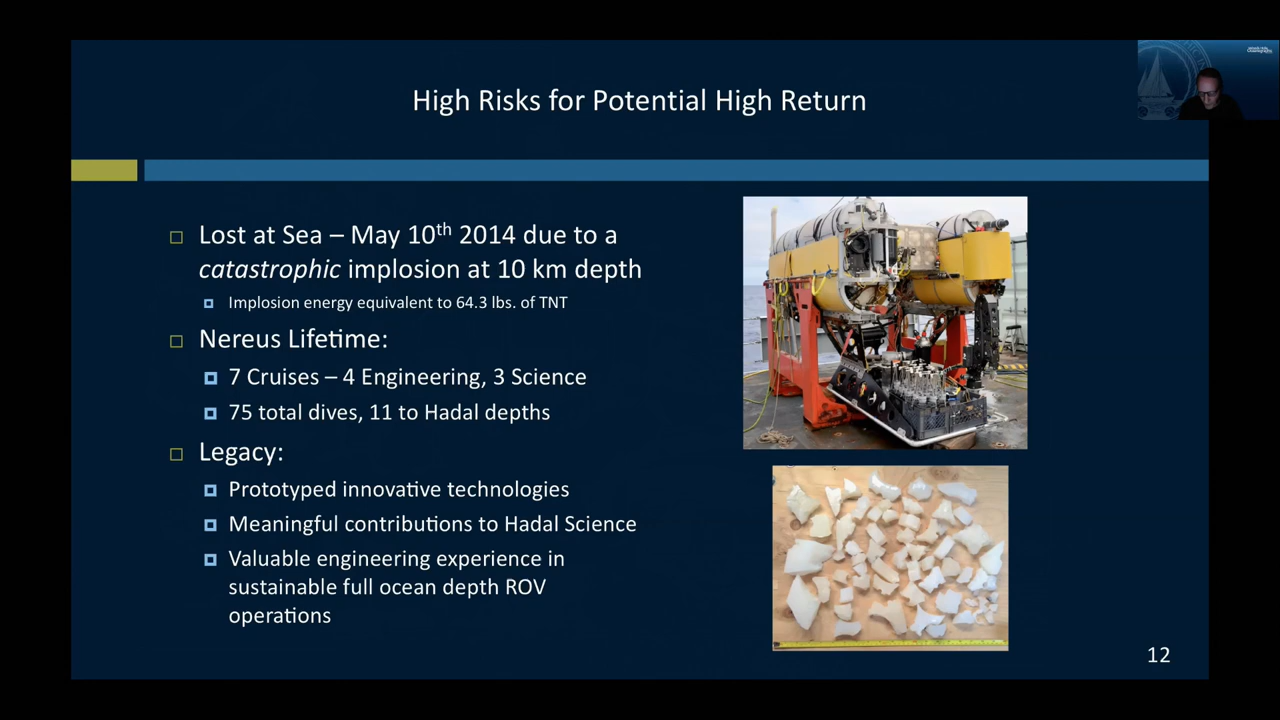 High Risks for Potential High Return
Lost at Sea – May 10th 2014 due to a
catastrophic implosion at 10 km depth
Implosion energy equivalent to 64.3 lbs. of TNT
Nereus Lifetime:
7 Cruises – 4 Engineering, 3 Science
75 total dives, 11 to Hadal depths
Legacy:
Prototyped innovative technologies
Meaningful contributions to Hadal Science
Valuable engineering experience in
sustainable full ocean depth ROV
operations
12